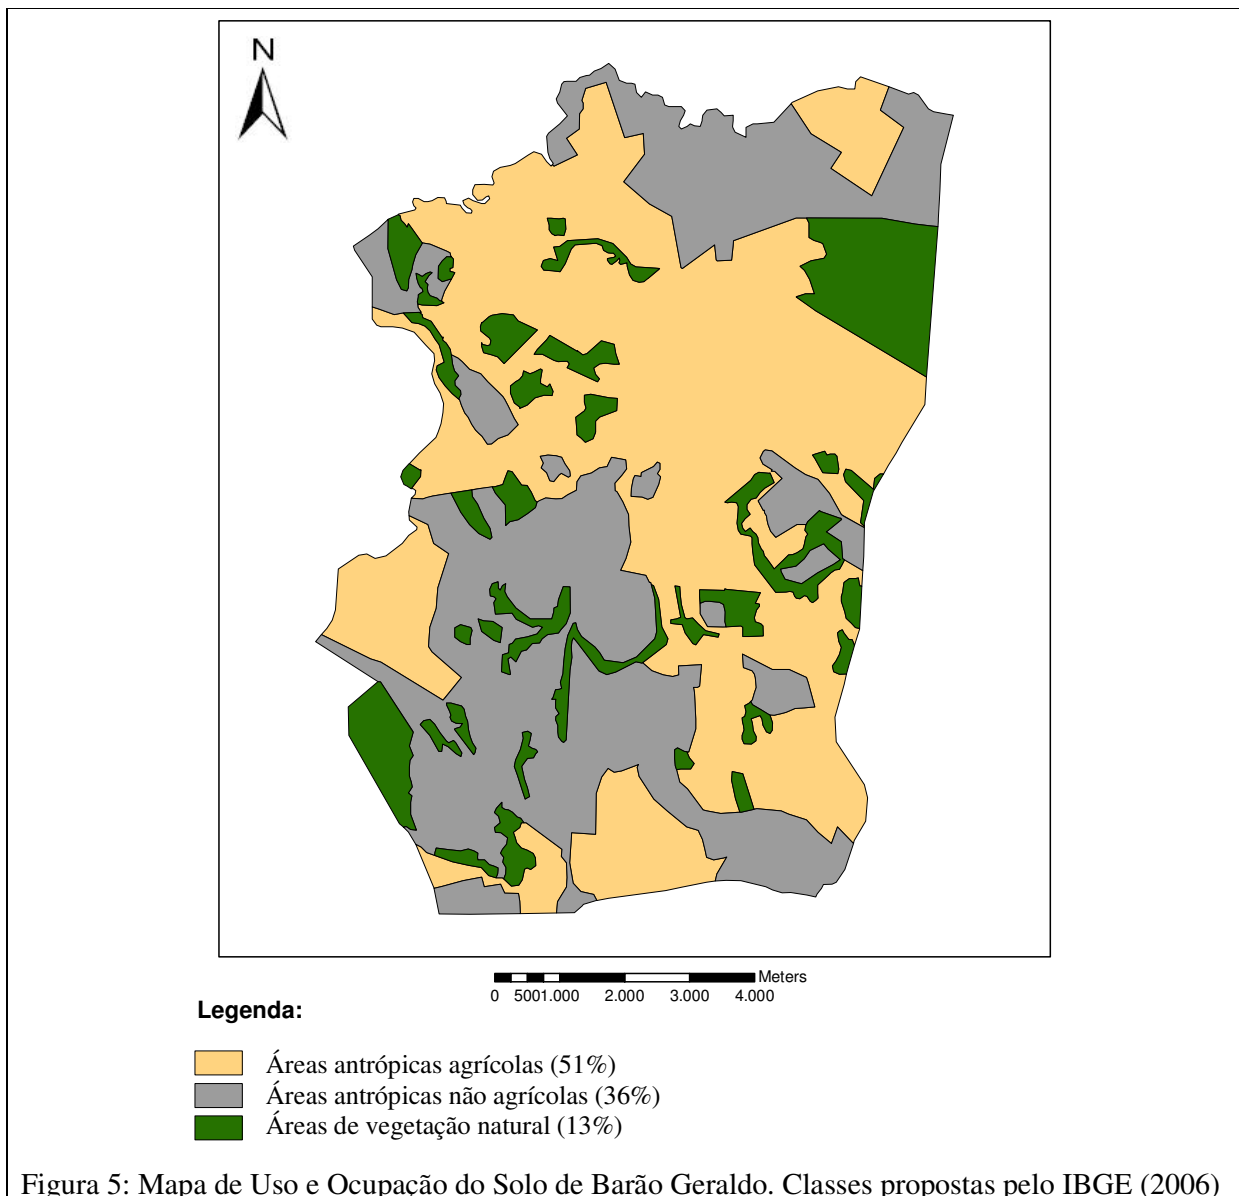 N
Meters
0 5001.000 2.000 3.000 4.000
Legenda:
Áreas antrópicas agrícolas (51%)
Áreas antrópicas não agrícolas (36%)
Áreas de vegetação natural (13%)
Figura 5: Mapa de Uso e Ocupação do Solo de Barão Geraldo. Classes propostas pelo IBGE (2006)